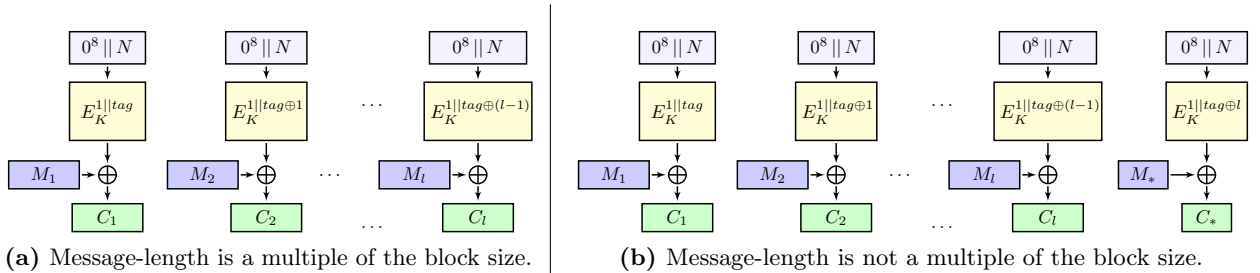 0^8 || N 0^8 || N 0^8 || N 0^8 || N 0^8 || N 0^8 || N 0^8 || N
E_K^{1||tag} E_K^{1||tag⊕1} ... E_K^{1||tag⊕(l−1)} E_K^{1||tag} E_K^{1||tag⊕1} ... E_K^{1||tag⊕(l−1)} E_K^{1||tag⊕l}
M_1 M_2 ... M_l M_1 M_2 ... M_l M_*
C_1 C_2 ... C_l C_1 C_2 ... C_l C_*
(a) Message-length is a multiple of the block size.
(b) Message-length is not a multiple of the block size.